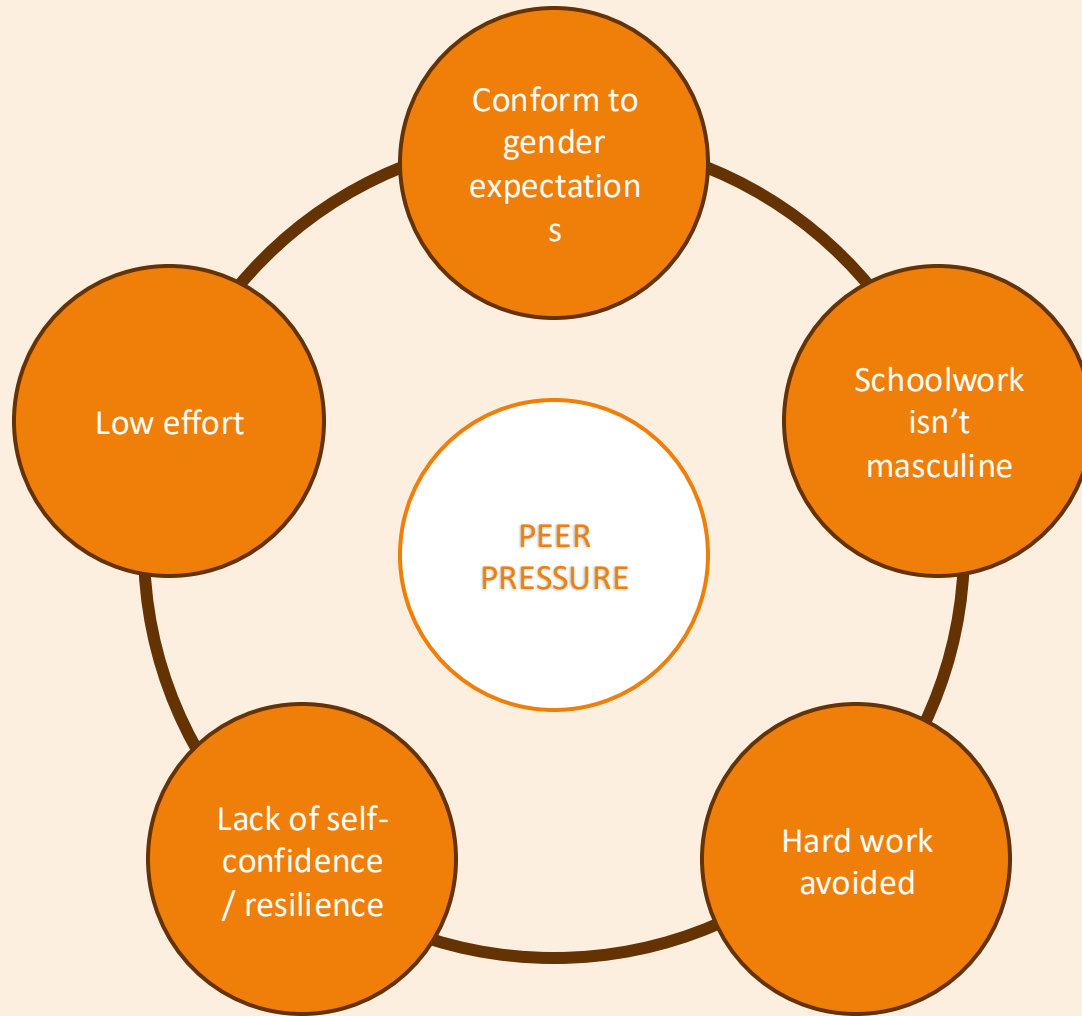 Conform to
gender
expectation
s
Schoolwork
isn’t
masculine
Hard work
avoided
Lack of self-
confidence
/ resilience
Low effort
PEER
PRESSURE